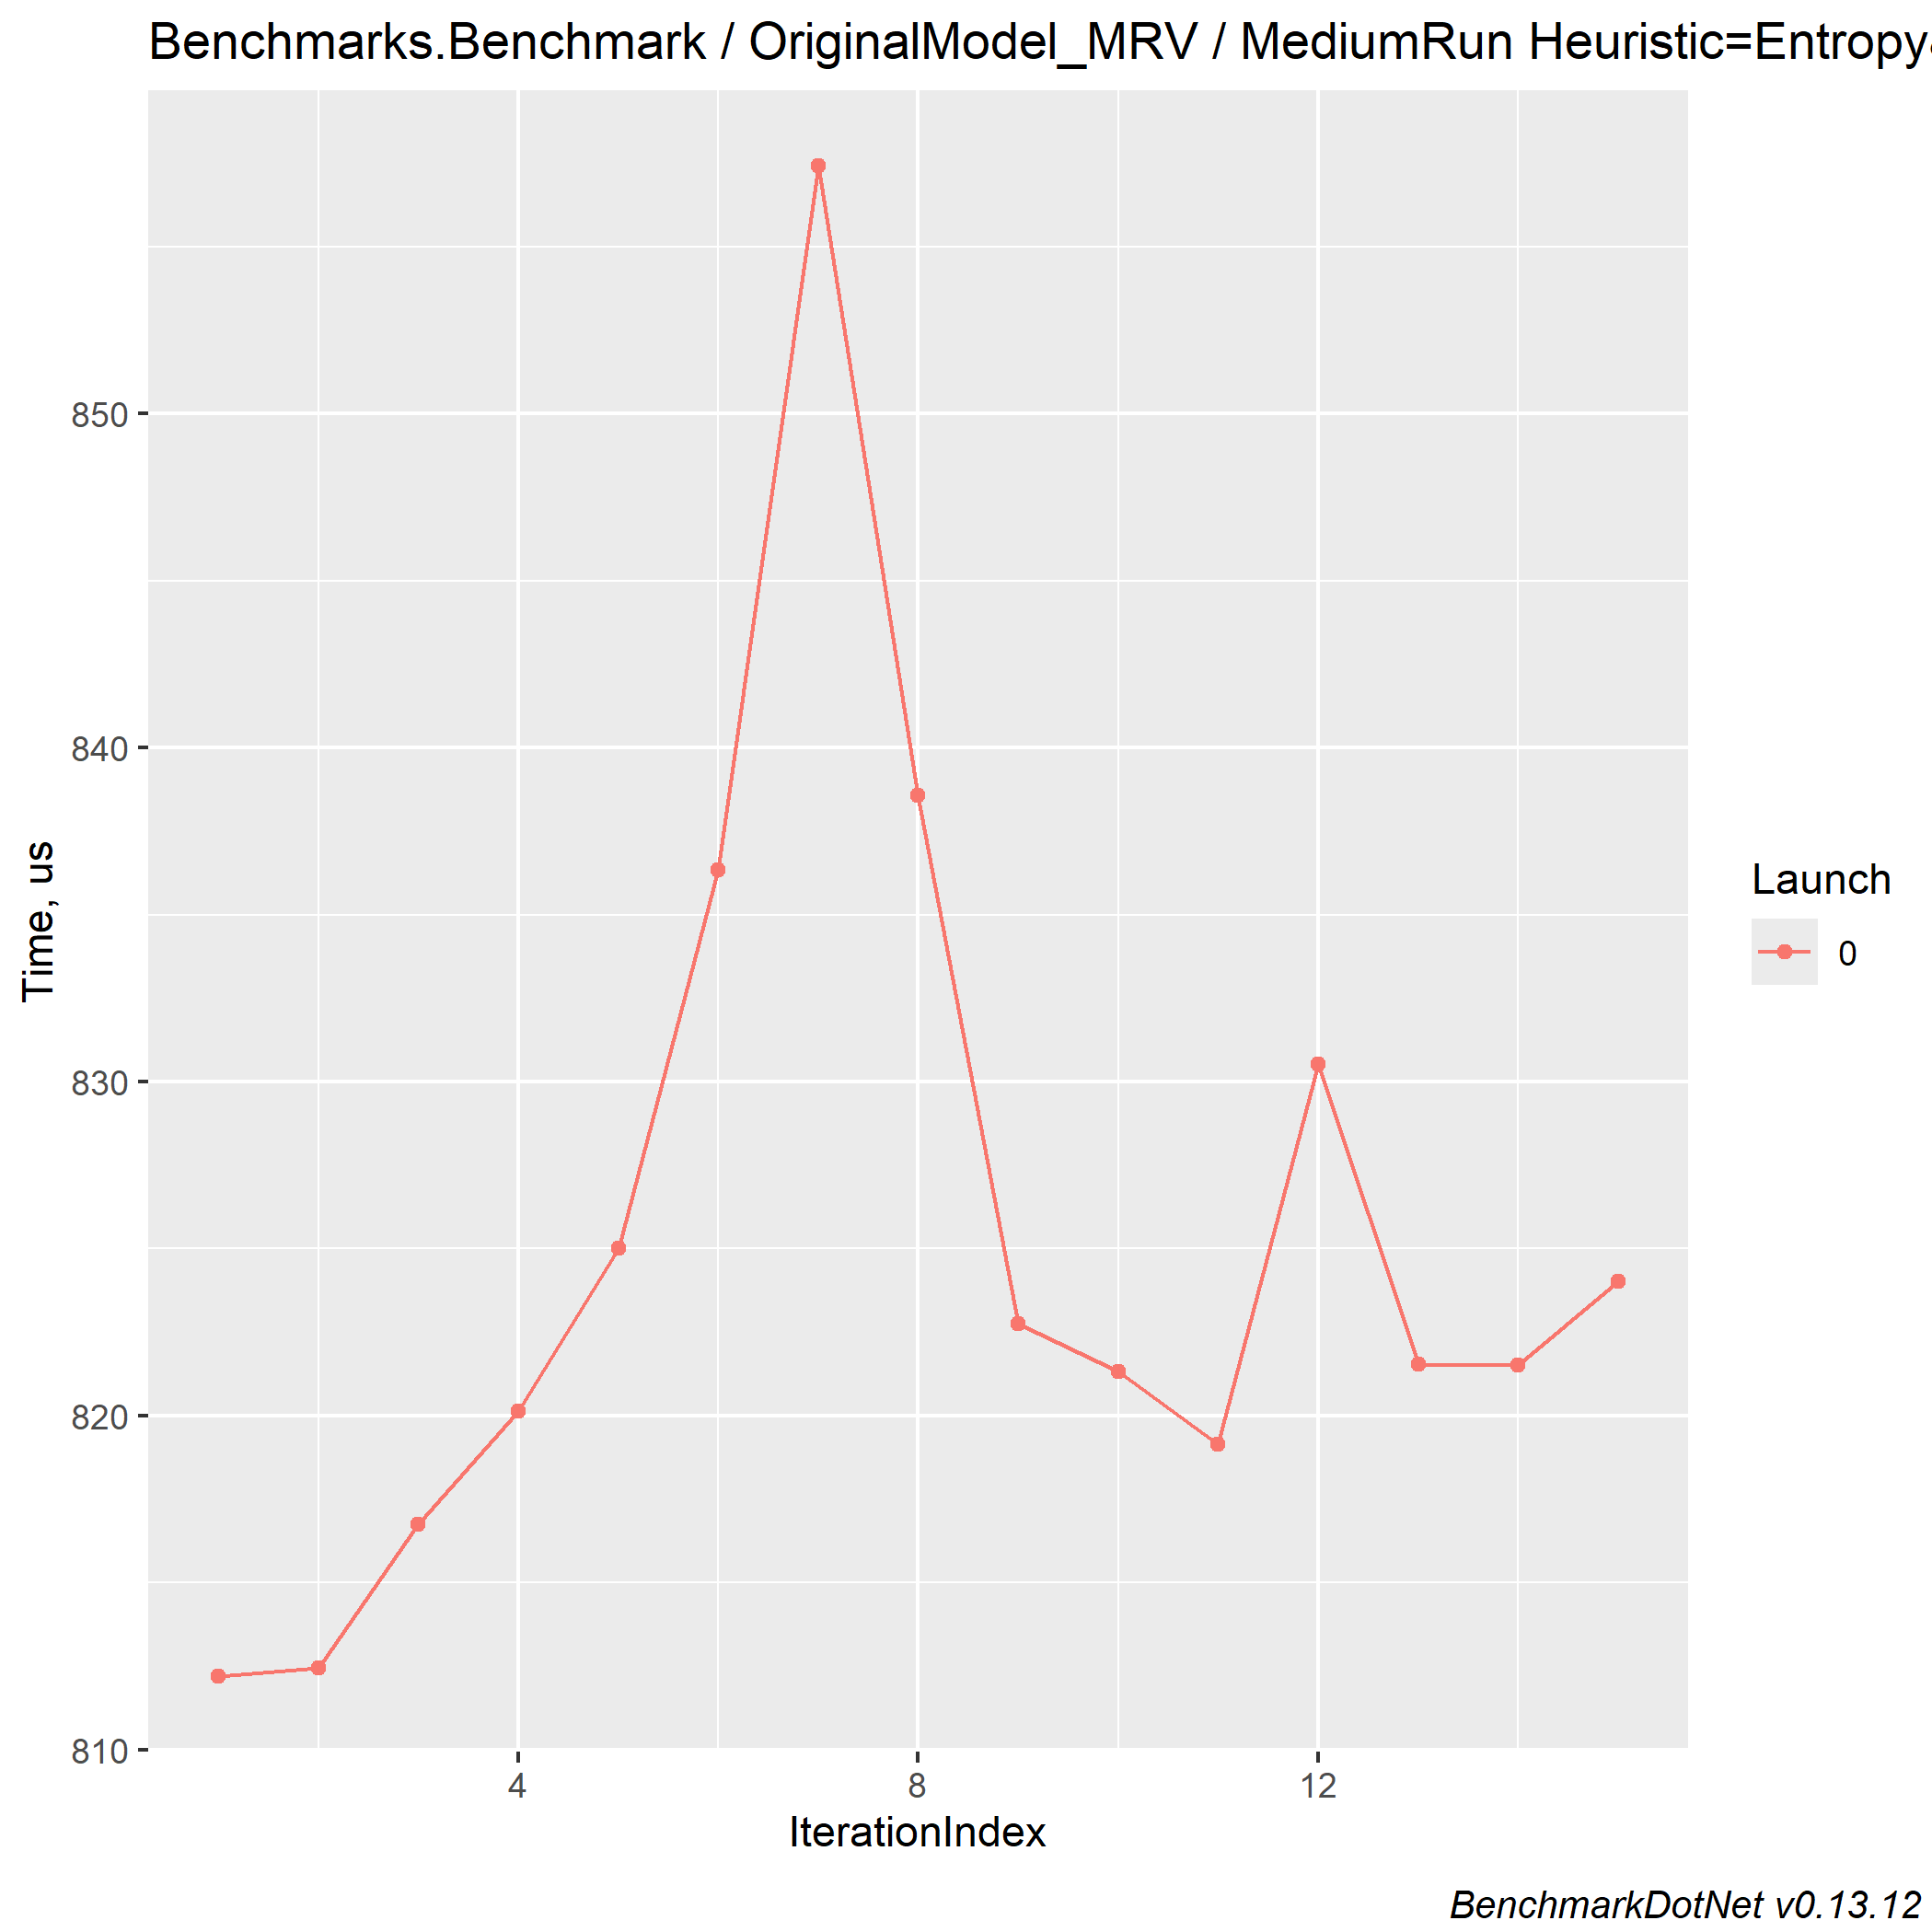 Benchmarks.Benchmark / OriginalModel_MRV / MediumRun Heuristic=Entropy
850
840
830
820
810
Time, us
4 8 12
IterationIndex
Launch
0
BenchmarkDotNet v0.13.12